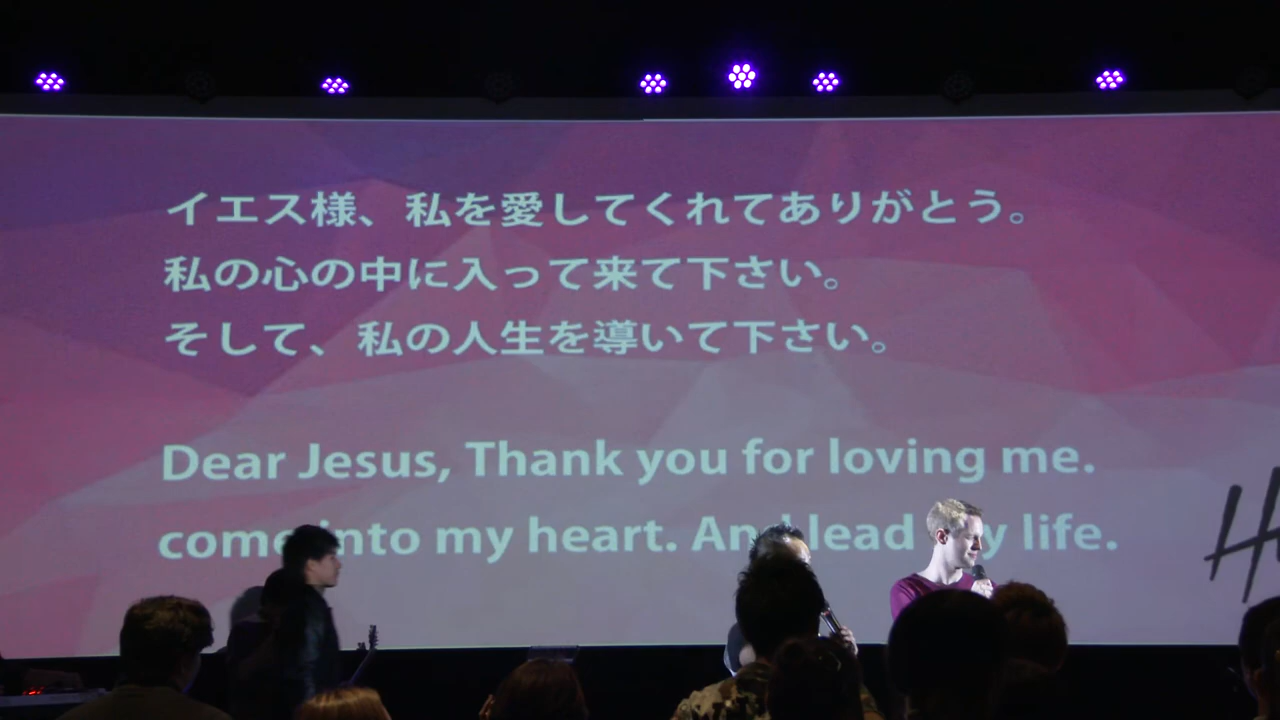 イエス様、私を愛してくれてありがとう。
私の心の中に入って来て下さい。
そして、私の人生を導いて下さい。
Dear Jesus, Thank you for loving me.
come into my heart. And lead my life.